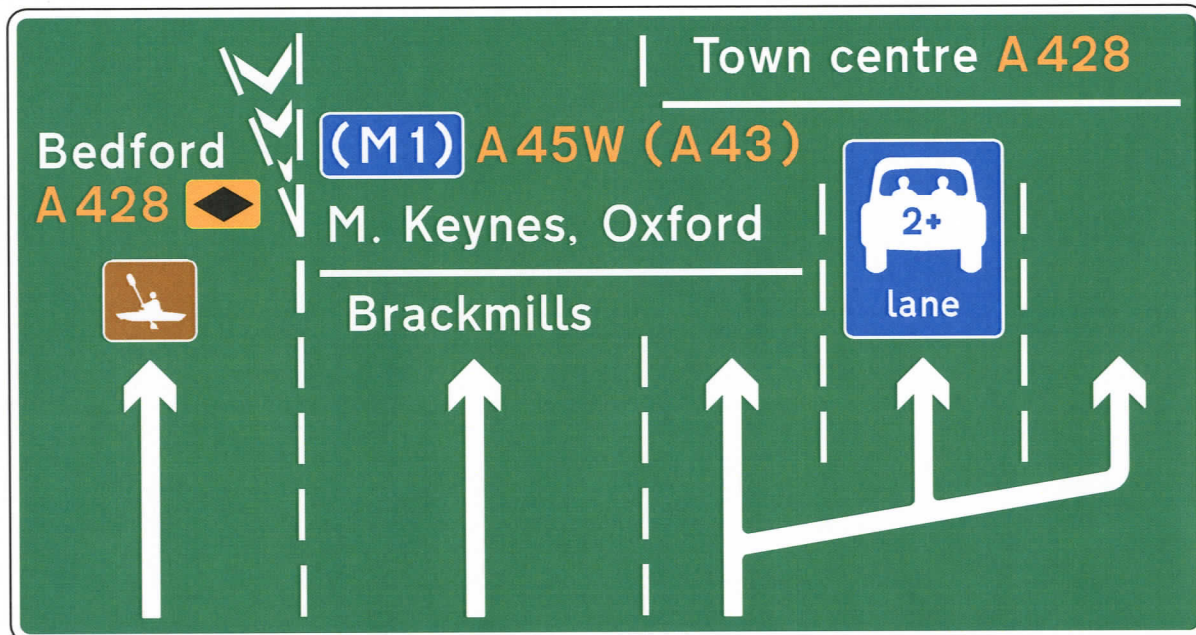 Town centre A428
Bedford
A428
(M1) A45W (A43)
M. Keynes, Oxford
Brackmills
2+
lane